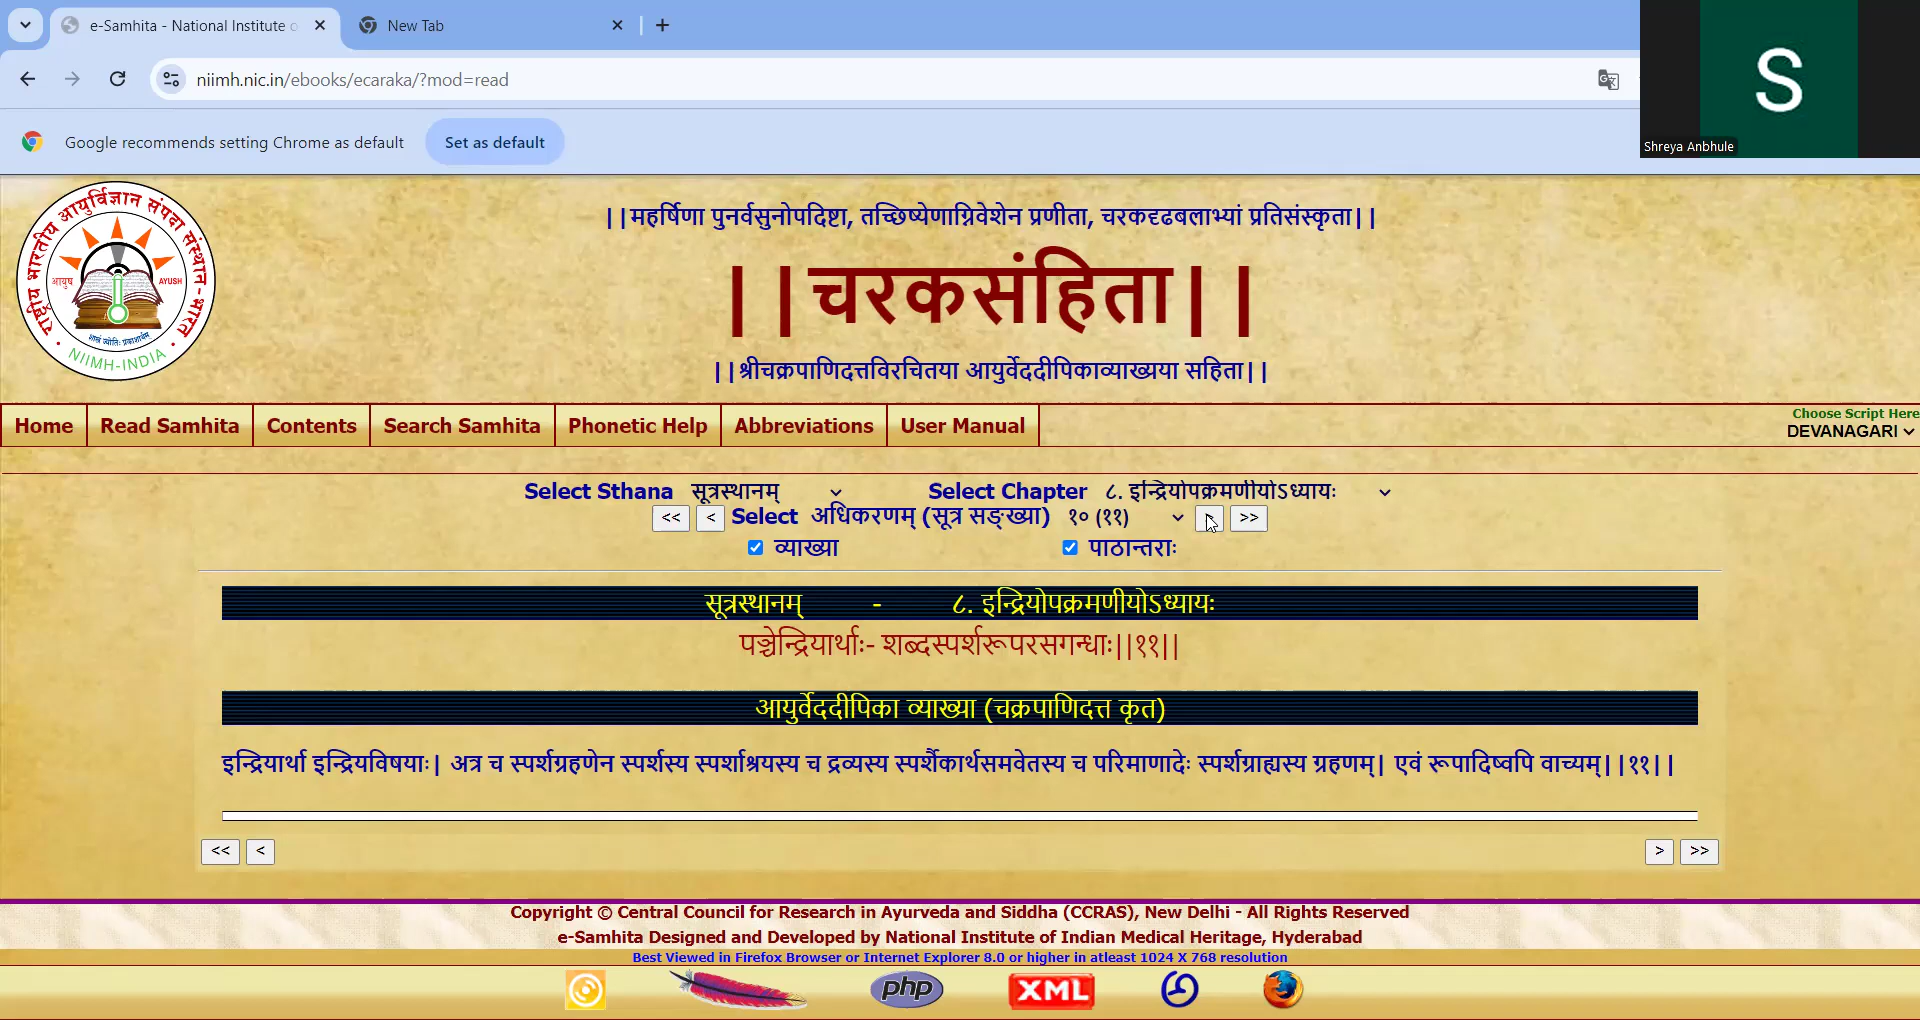 e-Samhita - National Institute o
New Tab
niimh.nic.in/ebooks/ecaraka/?mod=read
Google recommends setting Chrome as default
Set as default
S
Shreya Anbhule
राष्ट्रीय भारतीय आयुर्विज्ञान संपदा संस्थान-भारत
आयुष
AYUSH
NIIMH-INDIA
||महर्षिणा पुनर्वसुनोपदिष्टा, तच्छिष्येणाग्निवेशेन प्रणीता, चरकदृढबलाभ्यां प्रतिसंस्कृता||
||चरकसंहिता||
||श्रीचक्रपाणिदत्तविरचितया आयुर्वेददीपिकाव्याख्यया सहिता||
Home Read Samhita Contents Search Samhita Phonetic Help Abbreviations User Manual
Choose Script Here
DEVANAGARI
Select Sthana सूत्रस्थानम् Select Chapter ८. इन्द्रियोपक्रमणीयोऽध्यायः
<< < Select अधिकरणम् (सूत्र सङ्ख्या) १० (११) > >>
व्याख्या पाठान्तराः
सूत्रस्थानम् - ८. इन्द्रियोपक्रमणीयोऽध्यायः
पञ्चेन्द्रियार्थाः- शब्दस्पर्शरूपरसगन्धाः||११||
आयुर्वेददीपिका व्याख्या (चक्रपाणिदत्त कृत)
इन्द्रियार्था इन्द्रियविषयाः| अत्र च स्पर्शग्रहणेन स्पर्शस्य स्पर्शाश्रयस्य च द्रव्यस्य स्पर्शैकार्थसमवेतस्य च परिमाणादेः स्पर्शग्राह्यस्य ग्रहणम्| एवं रूपादिष्वपि वाच्यम्||११||
<< < > >>
Copyright © Central Council for Research in Ayurveda and Siddha (CCRAS), New Delhi - All Rights Reserved
e-Samhita Designed and Developed by National Institute of Indian Medical Heritage, Hyderabad
Best Viewed in Firefox Browser or Internet Explorer 8.0 or higher in atleast 1024 X 768 resolution
php
XML